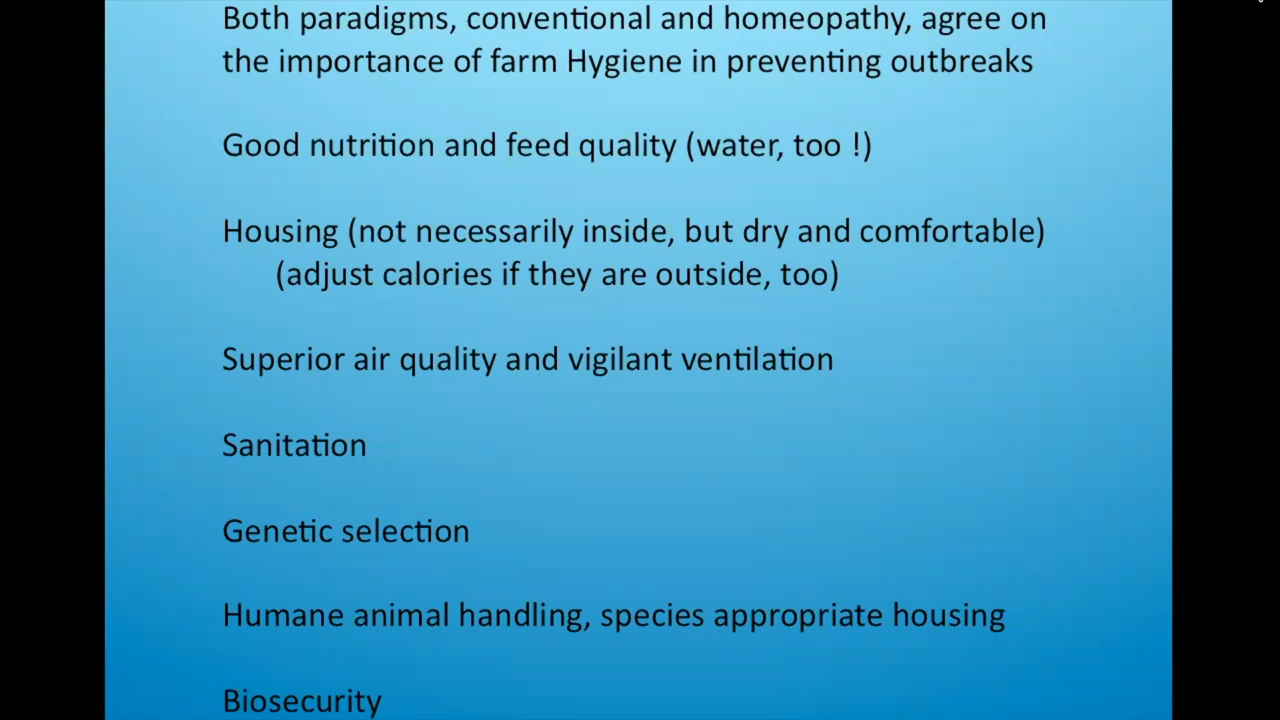 Both paradigms, conventional and homeopathy, agree on
the importance of farm Hygiene in preventing outbreaks
Good nutrition and feed quality (water, too !)
Housing (not necessarily inside, but dry and comfortable)
(adjust calories if they are outside, too)
Superior air quality and vigilant ventilation
Sanitation
Genetic selection
Humane animal handling, species appropriate housing
Biosecurity